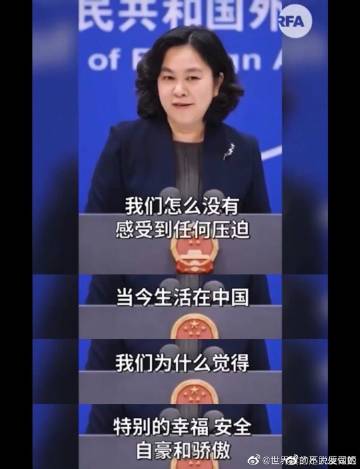 民共和国外
of Foreign A
RFA
我们怎么没有
感受到任何压迫
当今生活在中国
我们为什么觉得
特别的幸福 安全
自豪和骄傲